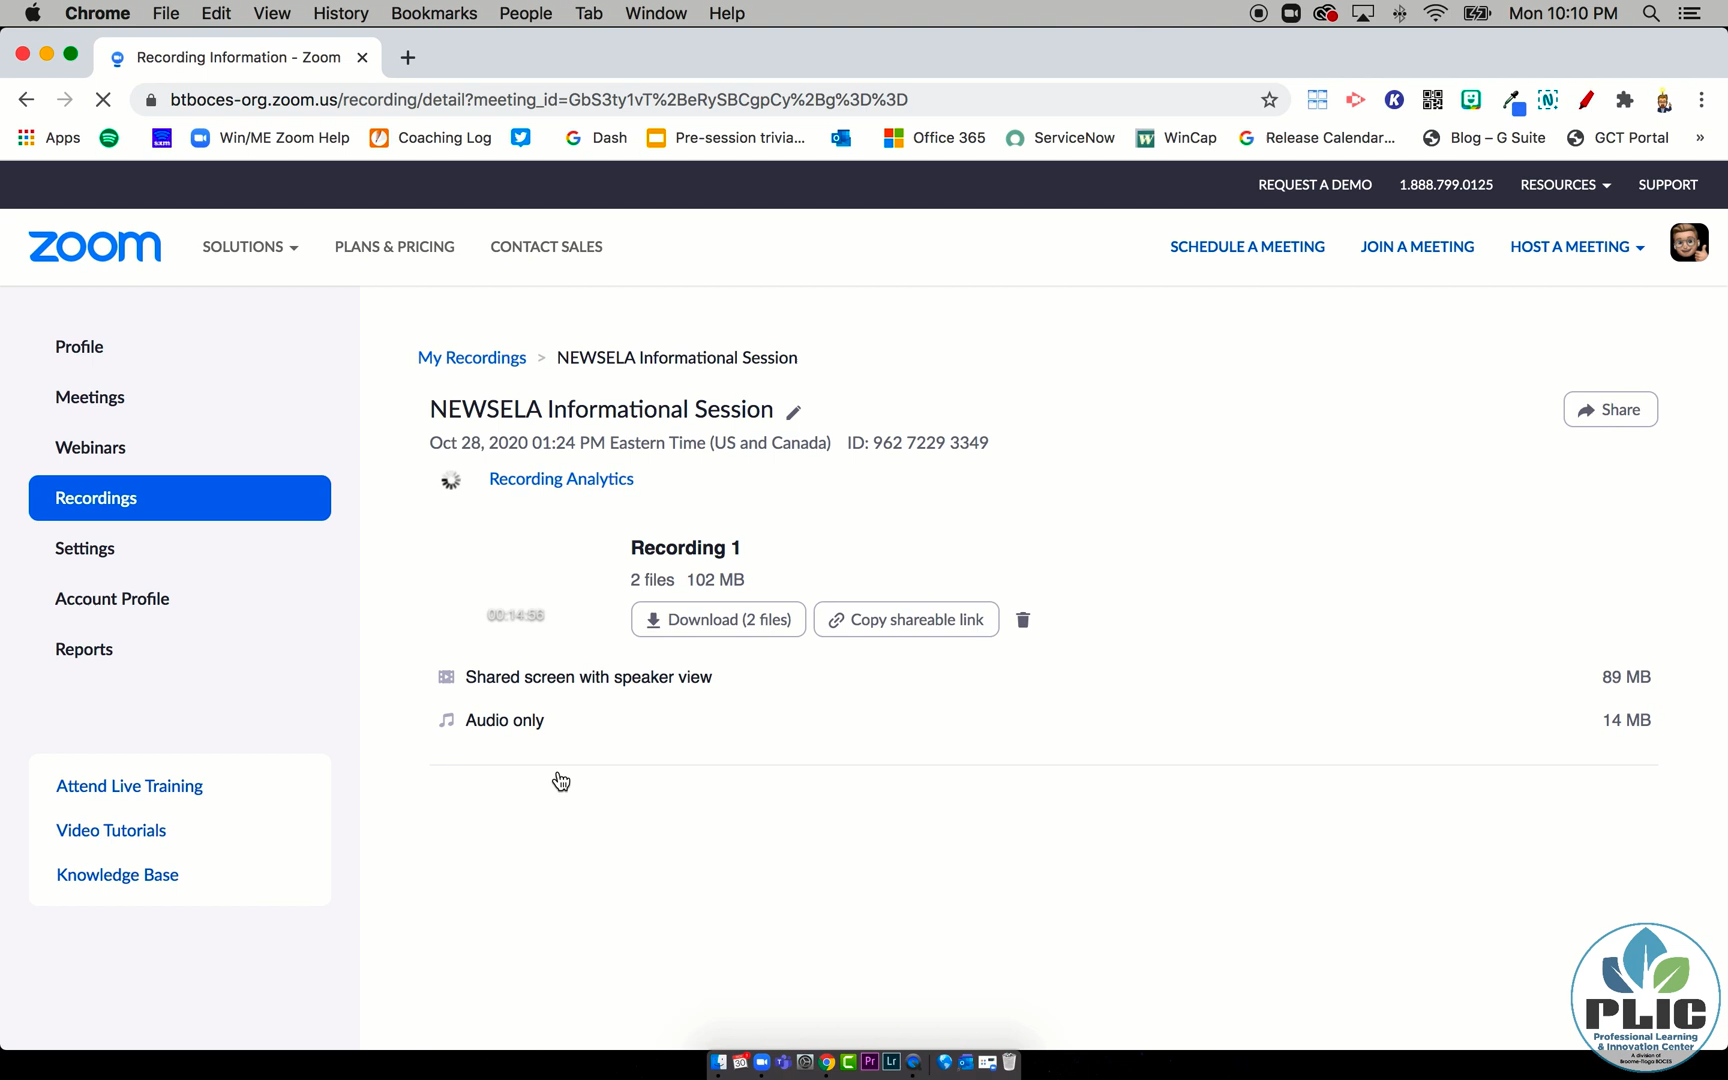 Chrome File Edit View History Bookmarks People Tab Window Help Mon 10:10 PM
Recording Information - Zoom
btboces-org.zoom.us/recording/detail?meeting_id=GbS3ty1vT%2BeRySBCgpCy%2Bg%3D%3D
Apps Win/ME Zoom Help Coaching Log Dash Pre-session trivia... Office 365 ServiceNow WinCap Release Calendar... Blog – G Suite GCT Portal »
REQUEST A DEMO 1.888.799.0125 RESOURCES SUPPORT
zoom SOLUTIONS PLANS & PRICING CONTACT SALES SCHEDULE A MEETING JOIN A MEETING HOST A MEETING
Profile
Meetings
Webinars
Recordings
Settings
Account Profile
Reports
Attend Live Training
Video Tutorials
Knowledge Base
My Recordings > NEWSELA Informational Session
NEWSELA Informational Session
Share
Oct 28, 2020 01:24 PM Eastern Time (US and Canada) ID: 962 7229 3349
Recording Analytics
Recording 1
2 files 102 MB
00:14:56
Download (2 files) Copy shareable link
Shared screen with speaker view 89 MB
Audio only 14 MB
PLIC
Professional Learning
& Innovation Center
A division of
Broome-Tioga BOCES
30 Pr Lr